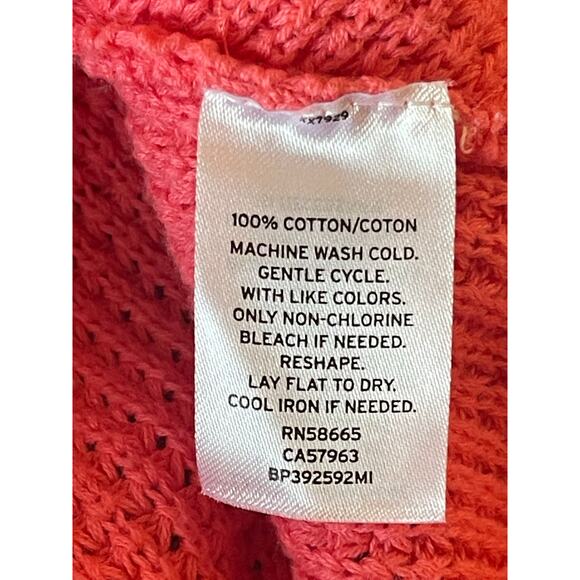 100% COTTON/COTON
MACHINE WASH COLD.
GENTLE CYCLE.
WITH LIKE COLORS.
ONLY NON-CHLORINE
BLEACH IF NEEDED.
RESHAPE.
LAY FLAT TO DRY.
COOL IRON IF NEEDED.
RN58665
CA57963
BP392592MI